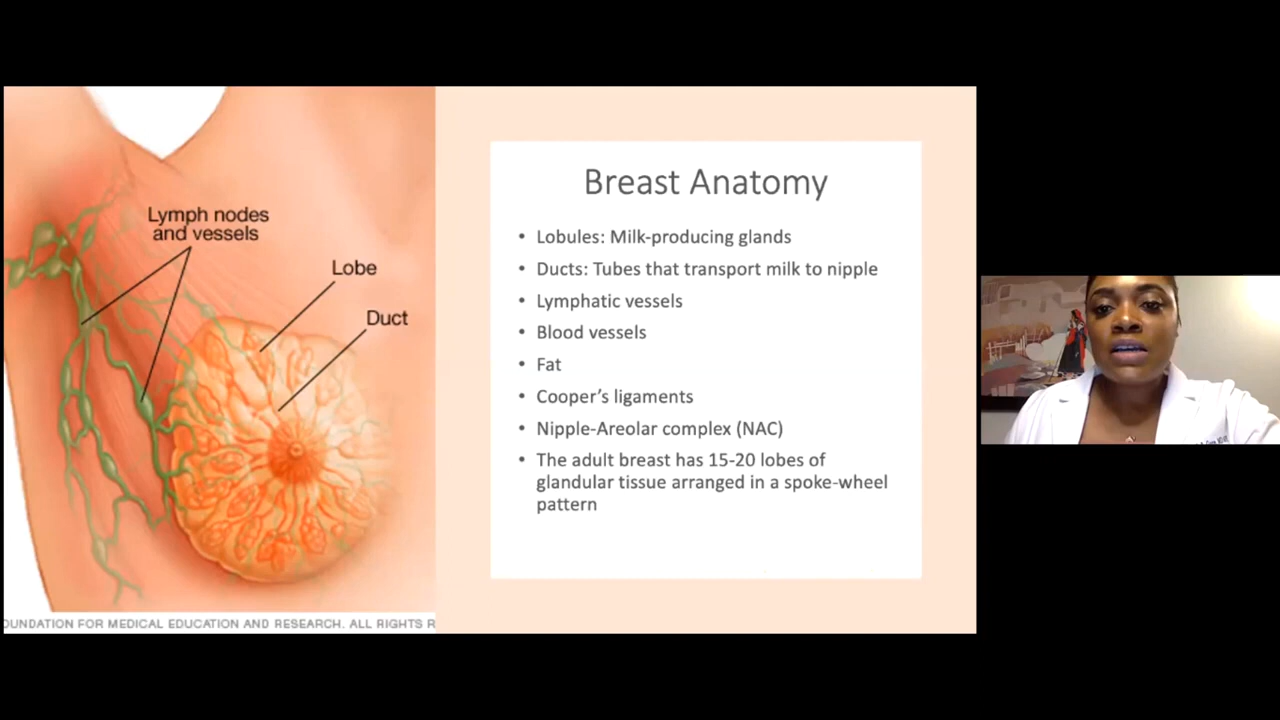 Lymph nodes
and vessels
Lobe
Duct
OUNDATION FOR MEDICAL EDUCATION AND RESEARCH. ALL RIGHTS R
Breast Anatomy
• Lobules: Milk-producing glands
• Ducts: Tubes that transport milk to nipple
• Lymphatic vessels
• Blood vessels
• Fat
• Cooper’s ligaments
• Nipple-Areolar complex (NAC)
• The adult breast has 15-20 lobes of
glandular tissue arranged in a spoke-wheel
pattern